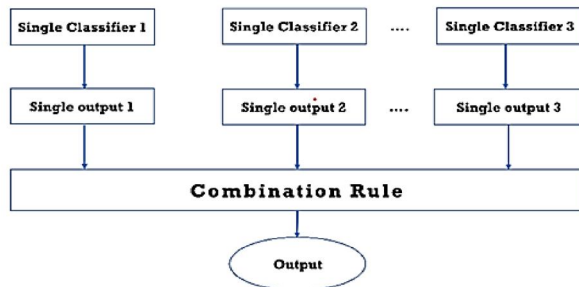 Single Classifier 1 Single Classifier 2 .... Single Classifier 3
Single output 1 Single output 2 .... Single output 3
Combination Rule
Output